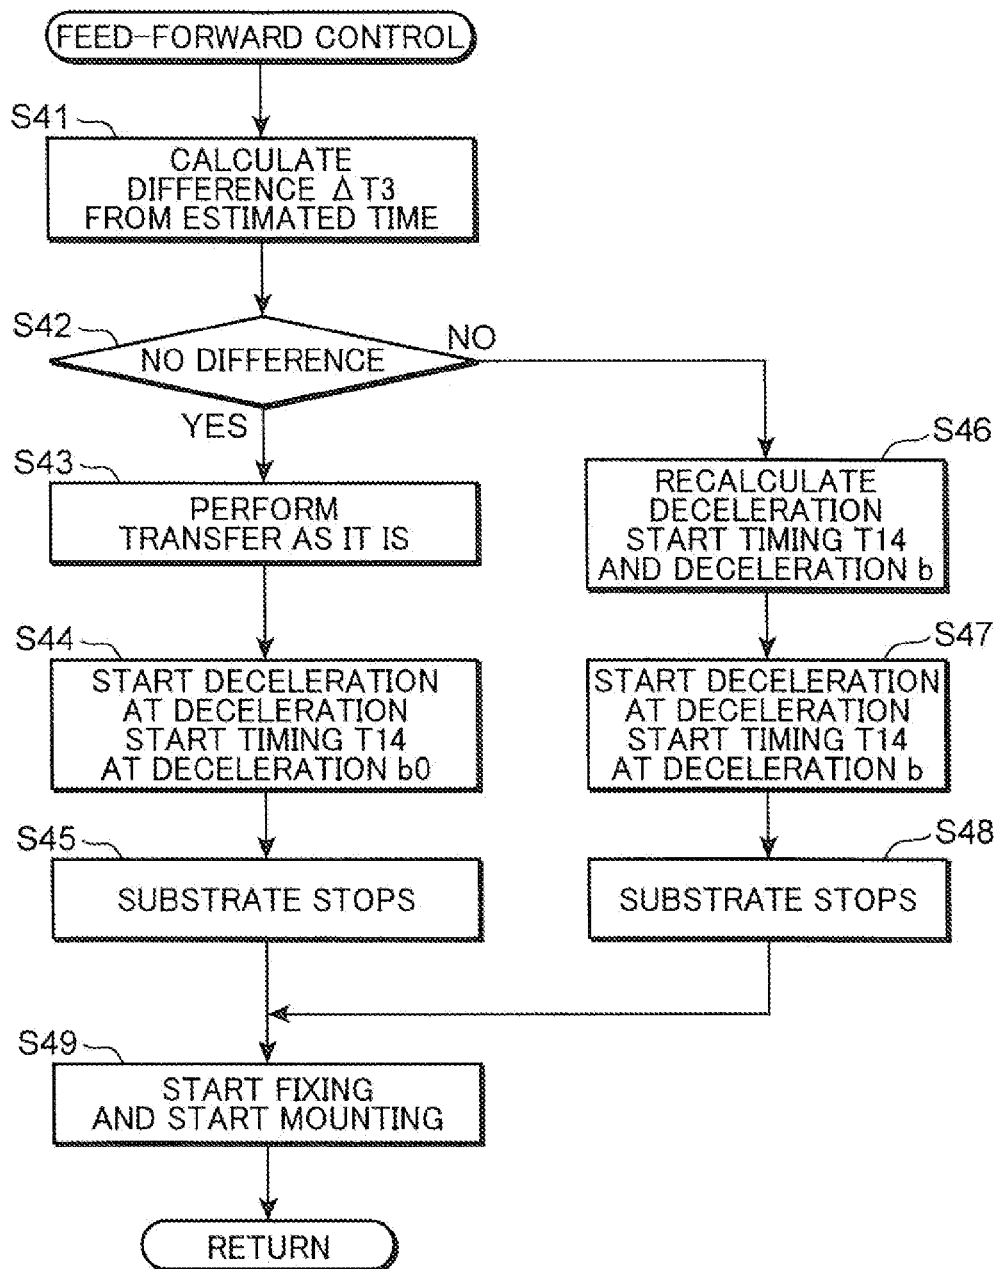 FEED-FORWARD CONTROL
S41
CALCULATE
DIFFERENCE ΔT3
FROM ESTIMATED TIME
S42
NO DIFFERENCE
NO
YES
S43
PERFORM
TRANSFER AS IT IS
S44
START DECELERATION
AT DECELERATION
START TIMING T14
AT DECELERATION b0
S45
SUBSTRATE STOPS
S46
RECALCULATE
DECELERATION
START TIMING T14
AND DECELERATION b
S47
START DECELERATION
AT DECELERATION
START TIMING T14
AT DECELERATION b
S48
SUBSTRATE STOPS
S49
START FIXING
AND START MOUNTING
RETURN